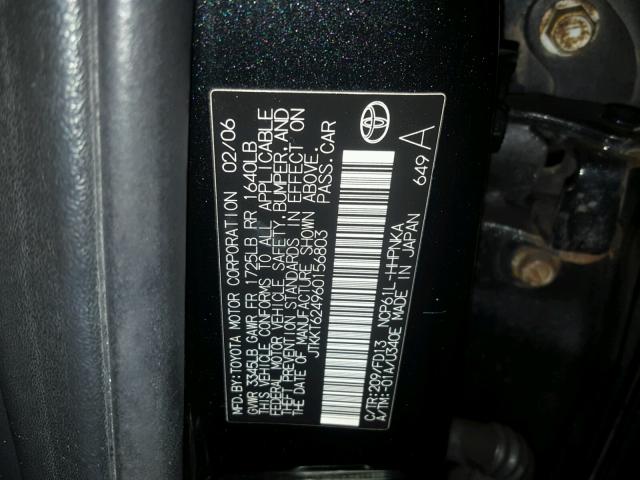 MFD.BY:TOYOTA MOTOR CORPORATION 02/06
GVWR 3345LB GAWR FR 1725LB RR 1640LB
THIS VEHICLE CONFORMS TO ALL APPLICABLE
FEDERAL MOTOR VEHICLE SAFETY,BUMPER,AND
THEFT PREVENTION STANDARDS IN EFFECT ON
THE DATE OF MANUFACTURE SHOWN ABOVE.
JTKKT624960156803 PASS.CAR
C/TR:209/FD13 NCP61L-HHPNKA
A/TM:-01A/U340E MADE IN JAPAN
649 A